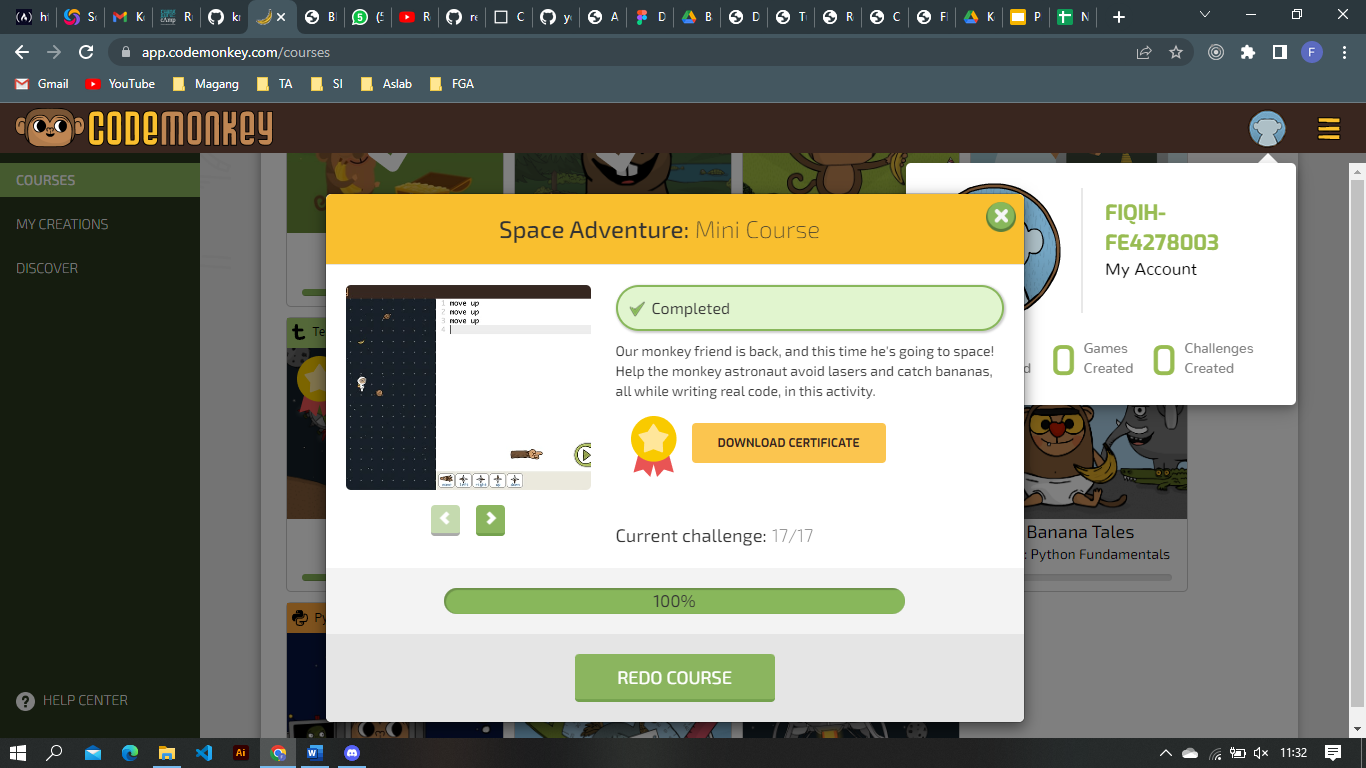 app.codemonkey.com/courses
Gmail
YouTube
Magang
TA
SI
Aslab
FGA
CODEMONKEY
COURSES
MY CREATIONS
DISCOVER
HELP CENTER
FIQIH-
FE4278003
My Account
Games
Created
0
Challenges
Created
0
Space Adventure: Mini Course
1 move up
2 move up
3 move up
4
Completed
Our monkey friend is back, and this time he's going to space!
Help the monkey astronaut avoid lasers and catch bananas,
all while writing real code, in this activity.
DOWNLOAD CERTIFICATE
Current challenge: 17/17
100%
REDO COURSE
Banana Tales
: Python Fundamentals
11:32